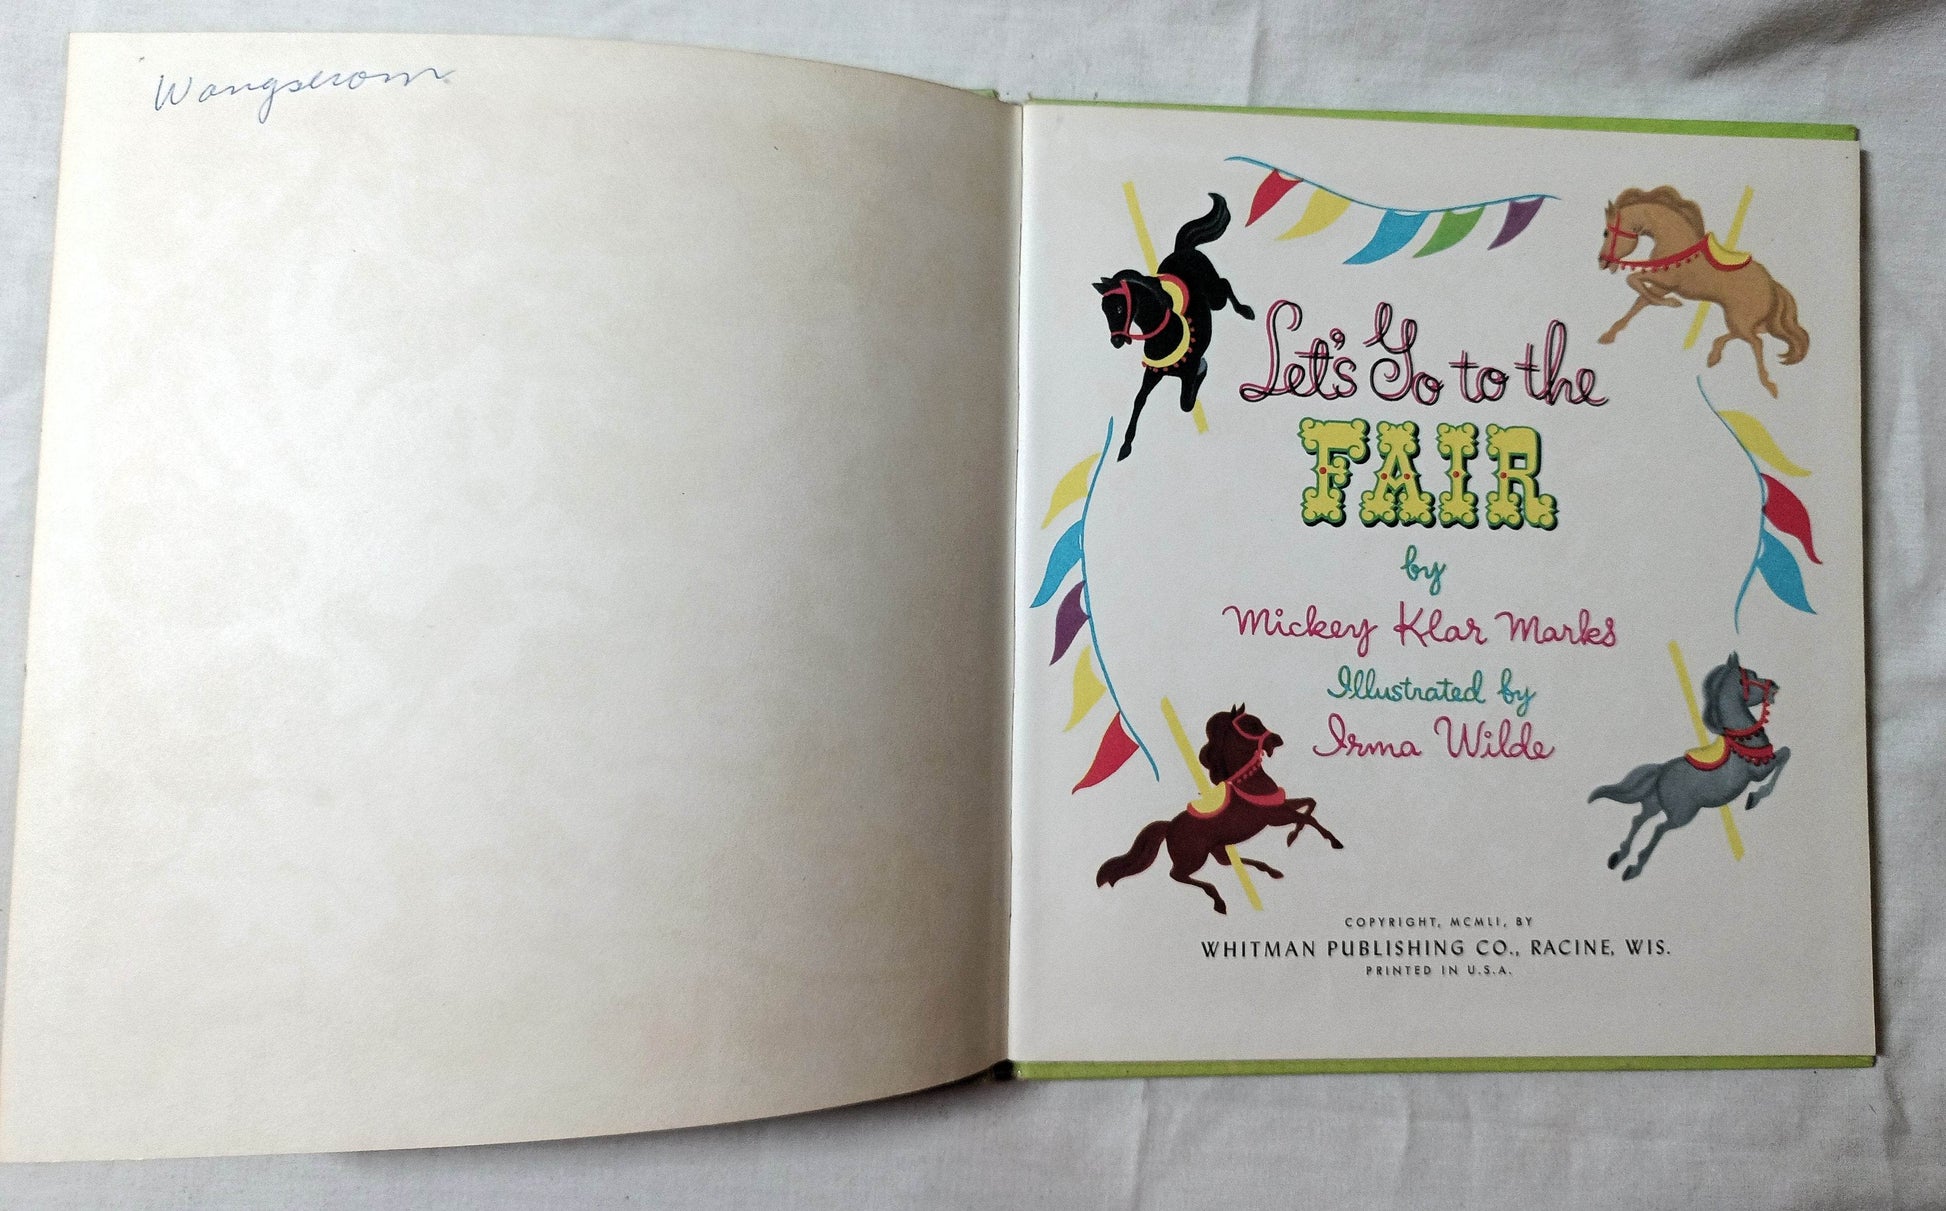 Wangserom
Let's Go to the
FAIR
by
Mickey Klar Marks
Illustrated by
Irma Wilde
COPYRIGHT, MCMLI, BY
WHITMAN PUBLISHING CO., RACINE, WIS.
PRINTED IN U.S.A.